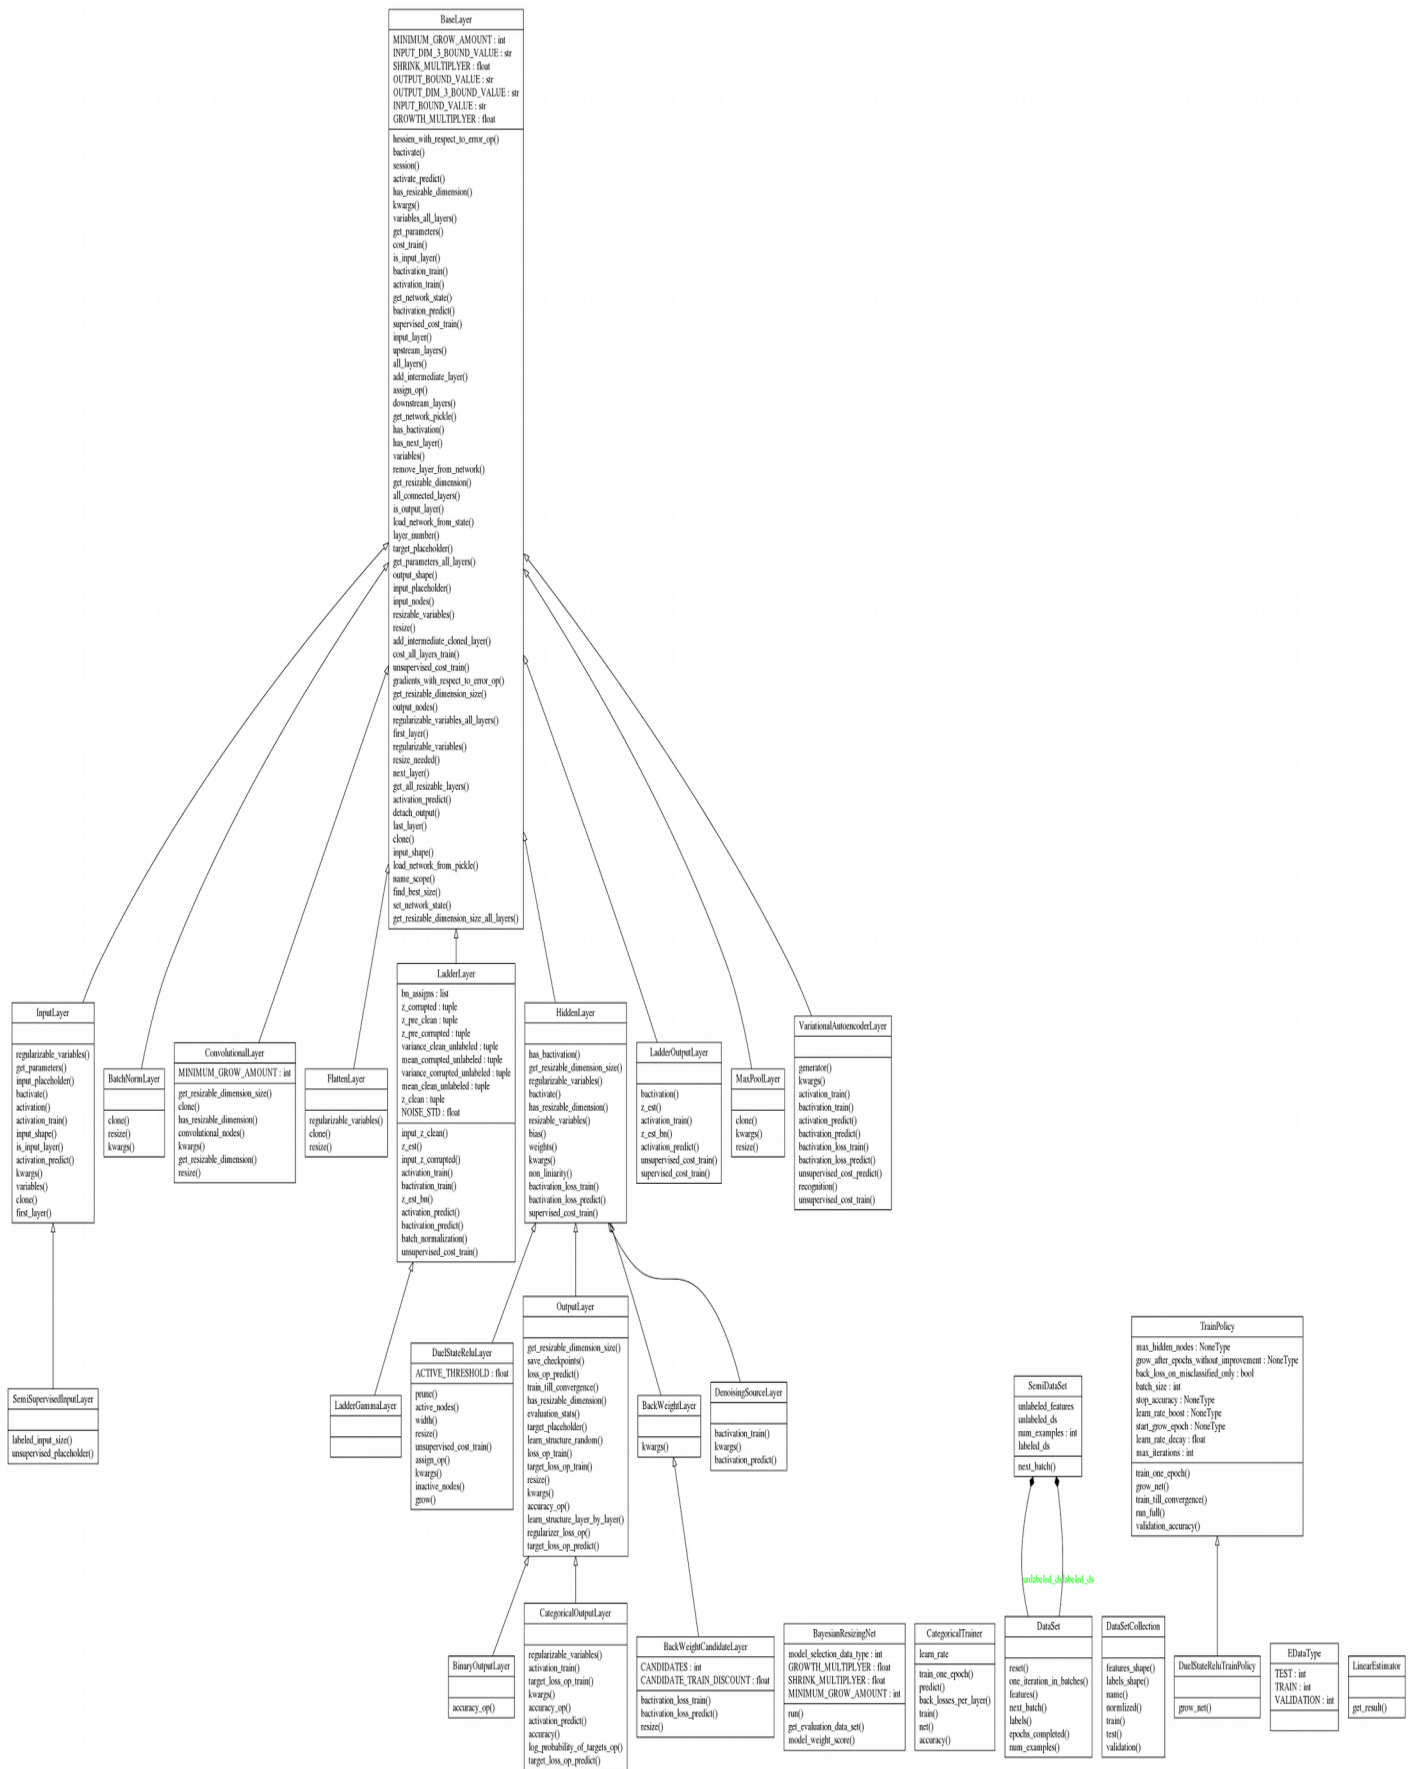 BaseLayer
MINIMUM_GROW_AMOUNT : int
INPUT_DIM_3_BOUND_VALUE : str
SHRINK_MULTIPLYER : float
OUTPUT_BOUND_VALUE : str
OUTPUT_DIM_3_BOUND_VALUE : str
INPUT_BOUND_VALUE : str
GROWTH_MULTIPLYER : float
hessien_with_respect_to_error_op()
bactivate()
session()
activate_predict()
has_resizable_dimension()
kwargs()
variables_all_layers()
get_parameters()
cost_train()
is_input_layer()
bactivation_train()
activation_train()
get_network_state()
bactivation_predict()
supervised_cost_train()
input_layer()
upstream_layers()
all_layers()
add_intermediate_layer()
assign_op()
downstream_layers()
get_network_pickle()
has_bactivation()
has_next_layer()
variables()
remove_layer_from_network()
get_resizable_dimension()
all_connected_layers()
is_output_layer()
load_network_from_state()
layer_number()
target_placeholder()
get_parameters_all_layers()
output_shape()
input_placeholder()
input_nodes()
resizable_variables()
resize()
add_intermediate_cloned_layer()
cost_all_layers_train()
unsupervised_cost_train()
gradients_with_respect_to_error_op()
get_resizable_dimension_size()
output_nodes()
regularizable_variables_all_layers()
first_layer()
regularizable_variables()
resize_needed()
next_layer()
get_all_resizable_layers()
activation_predict()
detach_output()
last_layer()
clone()
input_shape()
load_network_from_pickle()
name_scope()
find_best_size()
set_network_state()
get_resizable_dimension_size_all_layers()
InputLayer
regularizable_variables()
get_parameters()
input_placeholder()
bactivate()
activation()
activation_train()
input_shape()
is_input_layer()
activation_predict()
kwargs()
variables()
clone()
first_layer()
BatchNormLayer
clone()
resize()
kwargs()
ConvolutionalLayer
MINIMUM_GROW_AMOUNT : int
get_resizable_dimension_size()
clone()
has_resizable_dimension()
convolutional_nodes()
kwargs()
get_resizable_dimension()
resize()
FlattenLayer
regularizable_variables()
clone()
resize()
LadderLayer
bn_assigns : list
z_corrupted : tuple
z_pre_clean : tuple
z_pre_corrupted : tuple
variance_clean_unlabeled : tuple
mean_corrupted_unlabeled : tuple
variance_corrupted_unlabeled : tuple
mean_clean_unlabeled : tuple
z_clean : tuple
NOISE_STD : float
input_z_clean()
z_est()
input_z_corrupted()
activation_train()
bactivation_train()
z_est_bn()
activation_predict()
bactivation_predict()
batch_normalization()
unsupervised_cost_train()
HiddenLayer
has_bactivation()
get_resizable_dimension_size()
regularizable_variables()
bactivate()
has_resizable_dimension()
resizable_variables()
bias()
weights()
kwargs()
non_liniarity()
bactivation_loss_train()
bactivation_loss_predict()
supervised_cost_train()
LadderOutputLayer
bactivation()
z_est()
activation_train()
z_est_bn()
activation_predict()
unsupervised_cost_train()
supervised_cost_train()
MaxPoolLayer
clone()
kwargs()
resize()
VariationalAutoencoderLayer
generator()
kwargs()
activation_train()
bactivation_train()
activation_predict()
bactivation_predict()
bactivation_loss_train()
bactivation_loss_predict()
unsupervised_cost_predict()
recognition()
unsupervised_cost_train()
SemiSupervisedInputLayer
labeled_input_size()
unsupervised_placeholder()
LadderGammaLayer
DuelStateReluLayer
ACTIVE_THRESHOLD : float
prune()
active_nodes()
width()
resize()
unsupervised_cost_train()
assign_op()
kwargs()
inactive_nodes()
grow()
OutputLayer
get_resizable_dimension_size()
save_checkpoints()
loss_op_predict()
train_till_convergence()
has_resizable_dimension()
evaluation_stats()
target_placeholder()
learn_structure_random()
loss_op_train()
target_loss_op_train()
resize()
kwargs()
accuracy_op()
learn_structure_layer_by_layer()
regularizer_loss_op()
target_loss_op_predict()
BackWeightLayer
kwargs()
DenoisingSourceLayer
bactivation_train()
kwargs()
bactivation_predict()
SemiDataSet
unlabeled_features
unlabeled_ds
num_examples : int
labeled_ds
next_batch()
TrainPolicy
max_hidden_nodes : NoneType
grow_after_epochs_without_improvement : NoneType
back_loss_on_misclassified_only : bool
batch_size : int
stop_accuracy : NoneType
learn_rate_boost : NoneType
start_grow_epoch : NoneType
learn_rate_decay : float
max_iterations : int
train_one_epoch()
grow_net()
train_till_convergence()
run_full()
validation_accuracy()
unlabeled_ds
labeled_ds
BinaryOutputLayer
accuracy_op()
CategoricalOutputLayer
regularizable_variables()
activation_train()
target_loss_op_train()
kwargs()
accuracy_op()
activation_predict()
accuracy()
log_probability_of_targets_op()
target_loss_op_predict()
BackWeightCandidateLayer
CANDIDATES : int
CANDIDATE_TRAIN_DISCOUNT : float
bactivation_loss_train()
bactivation_loss_predict()
resize()
BayesianResizingNet
model_selection_data_type : int
GROWTH_MULTIPLYER : float
SHRINK_MULTIPLYER : float
MINIMUM_GROW_AMOUNT : int
run()
get_evaluation_data_set()
model_weight_score()
CategoricalTrainer
learn_rate
train_one_epoch()
predict()
back_losses_per_layer()
train()
net()
accuracy()
DataSet
reset()
one_iteration_in_batches()
features()
next_batch()
labels()
epochs_completed()
num_examples()
DataSetCollection
features_shape()
labels_shape()
name()
normlized()
train()
test()
validation()
DuelStateReluTrainPolicy
grow_net()
EDataType
TEST : int
TRAIN : int
VALIDATION : int
LinearEstimator
get_result()